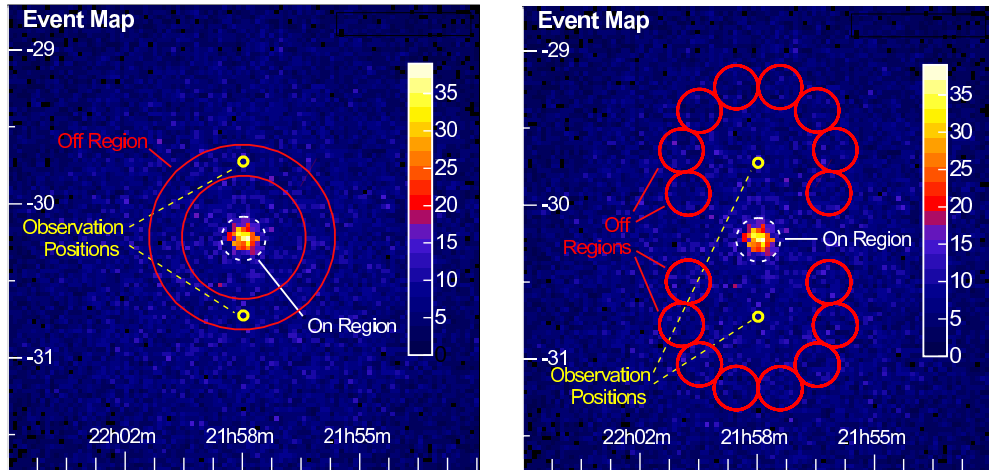 Event Map
-29
-30
-31
Off Region
Observation
Positions
On Region
35
30
25
20
15
10
5
0
22h02m
21h58m
21h55m
Event Map
-29
-30
-31
Off
Regions
On Region
Observation
Positions
35
30
25
20
15
10
5
0
22h02m
21h58m
21h55m